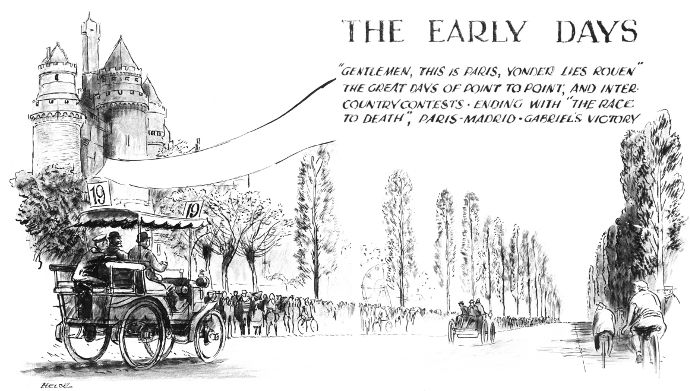 THE EARLY DAYS
"GENTLEMEN, THIS IS PARIS, YONDER LIES ROUEN"
THE GREAT DAYS OF POINT TO POINT, AND INTER-
COUNTRY CONTESTS · ENDING WITH "THE RACE
TO DEATH", PARIS-MADRID · GABRIEL'S VICTORY
19
19